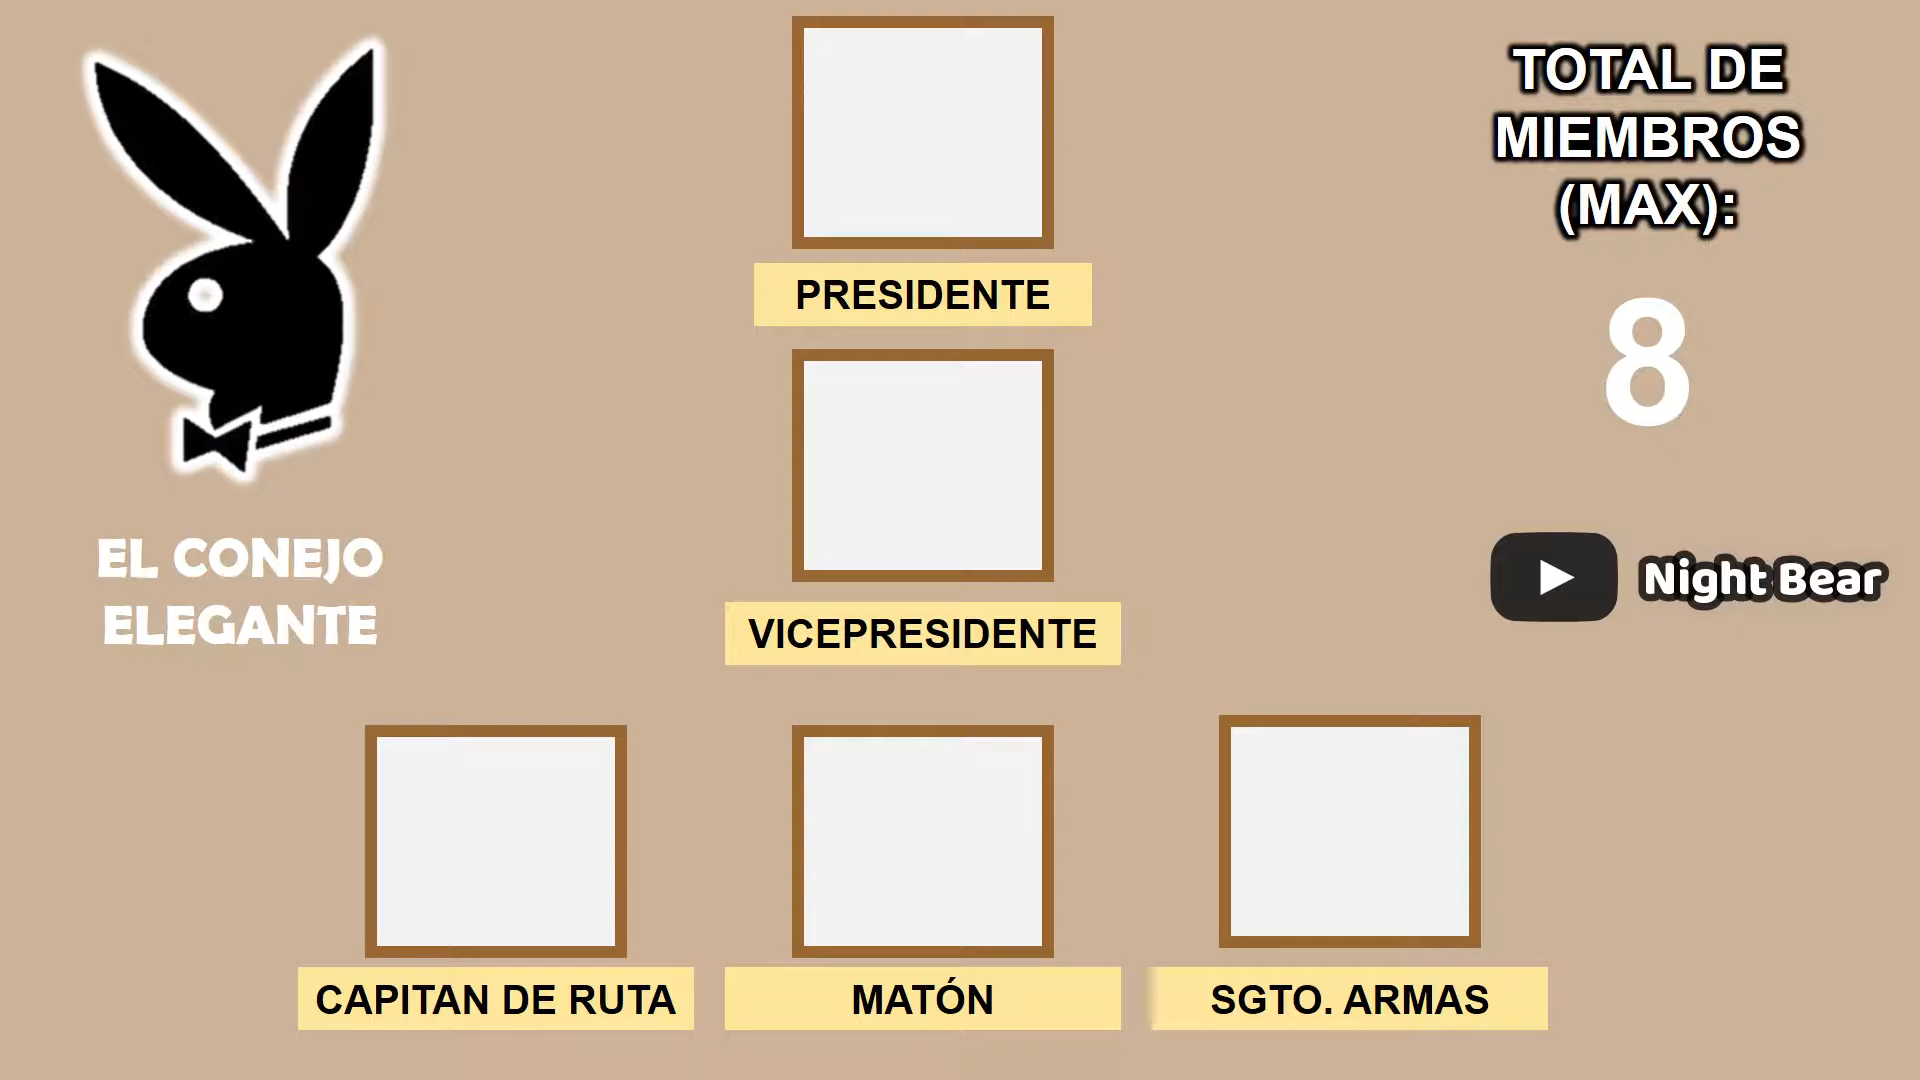 EL CONEJO
ELEGANTE
PRESIDENTE
VICEPRESIDENTE
CAPITAN DE RUTA
MATÓN
SGTO. ARMAS
TOTAL DE
MIEMBROS
(MAX):
8
Night Bear